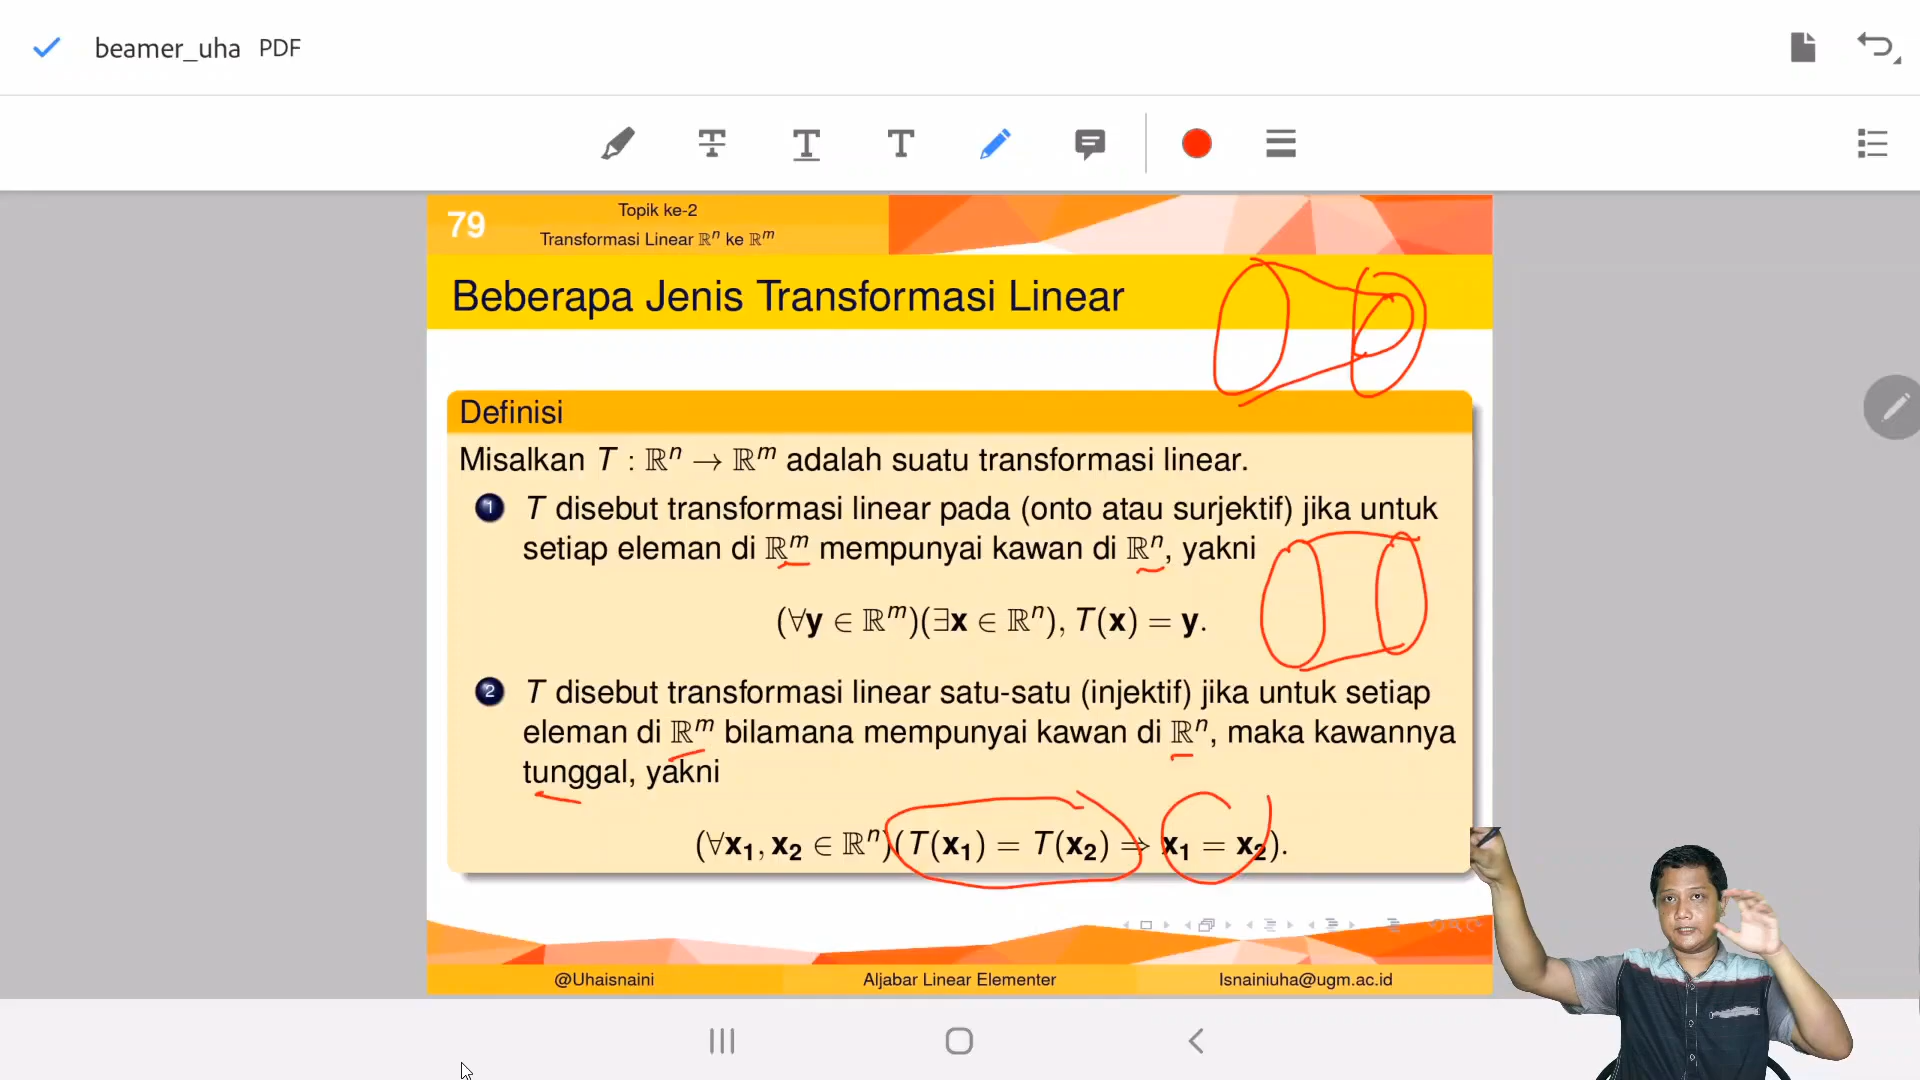 beamer_uha PDF
79
Topik ke-2
Transformasi Linear ℝⁿ ke ℝᵐ
Beberapa Jenis Transformasi Linear
Definisi
Misalkan T : ℝⁿ → ℝᵐ adalah suatu transformasi linear.
1 T disebut transformasi linear pada (onto atau surjektif) jika untuk
setiap eleman di ℝᵐ mempunyai kawan di ℝⁿ, yakni
(∀y ∈ ℝᵐ)(∃x ∈ ℝⁿ), T(x) = y.
2 T disebut transformasi linear satu-satu (injektif) jika untuk setiap
eleman di ℝᵐ bilamana mempunyai kawan di ℝⁿ, maka kawannya
tunggal, yakni
(∀x₁, x₂ ∈ ℝⁿ)(T(x₁) = T(x₂) ⇒ x₁ = x₂).
@Uhaisnaini Aljabar Linear Elementer Isnainiuha@ugm.ac.id